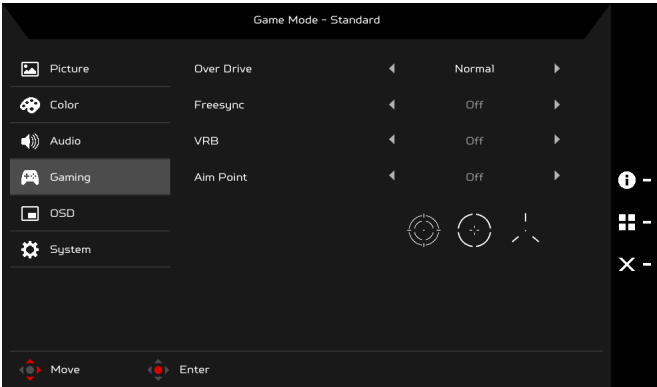 Game Mode - Standard
Picture
Over Drive Normal
Color
Freesync Off
Audio
VRB Off
Gaming
Aim Point Off
OSD
System
Move Enter